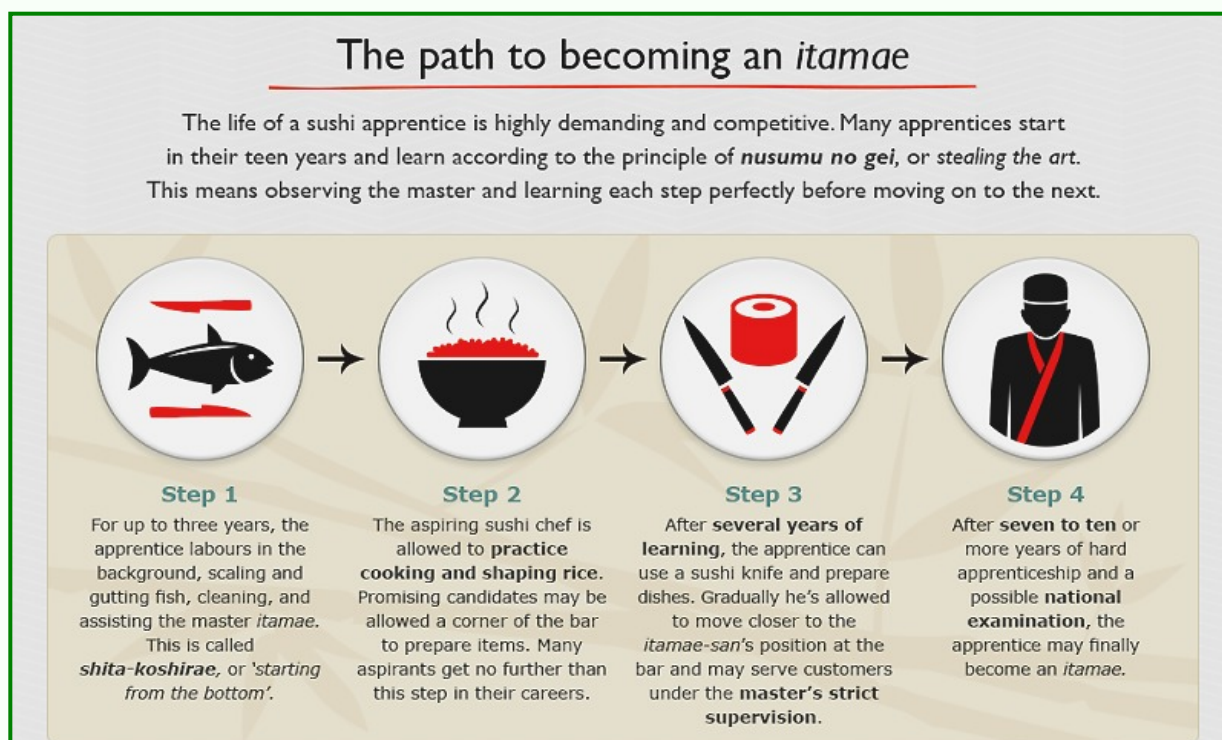 The path to becoming an itamae
The life of a sushi apprentice is highly demanding and competitive. Many apprentices start
in their teen years and learn according to the principle of nusumu no gei, or stealing the art.
This means observing the master and learning each step perfectly before moving on to the next.
Step 1
For up to three years, the
apprentice labours in the
background, scaling and
gutting fish, cleaning, and
assisting the master itamae.
This is called
shita-koshirae, or 'starting
from the bottom'.
Step 2
The aspiring sushi chef is
allowed to practice
cooking and shaping rice.
Promising candidates may be
allowed a corner of the bar
to prepare items. Many
aspirants get no further than
this step in their careers.
Step 3
After several years of
learning, the apprentice can
use a sushi knife and prepare
dishes. Gradually he's allowed
to move closer to the
itamae-san's position at the
bar and may serve customers
under the master's strict
supervision.
Step 4
After seven to ten or
more years of hard
apprenticeship and a
possible national
examination, the
apprentice may finally
become an itamae.